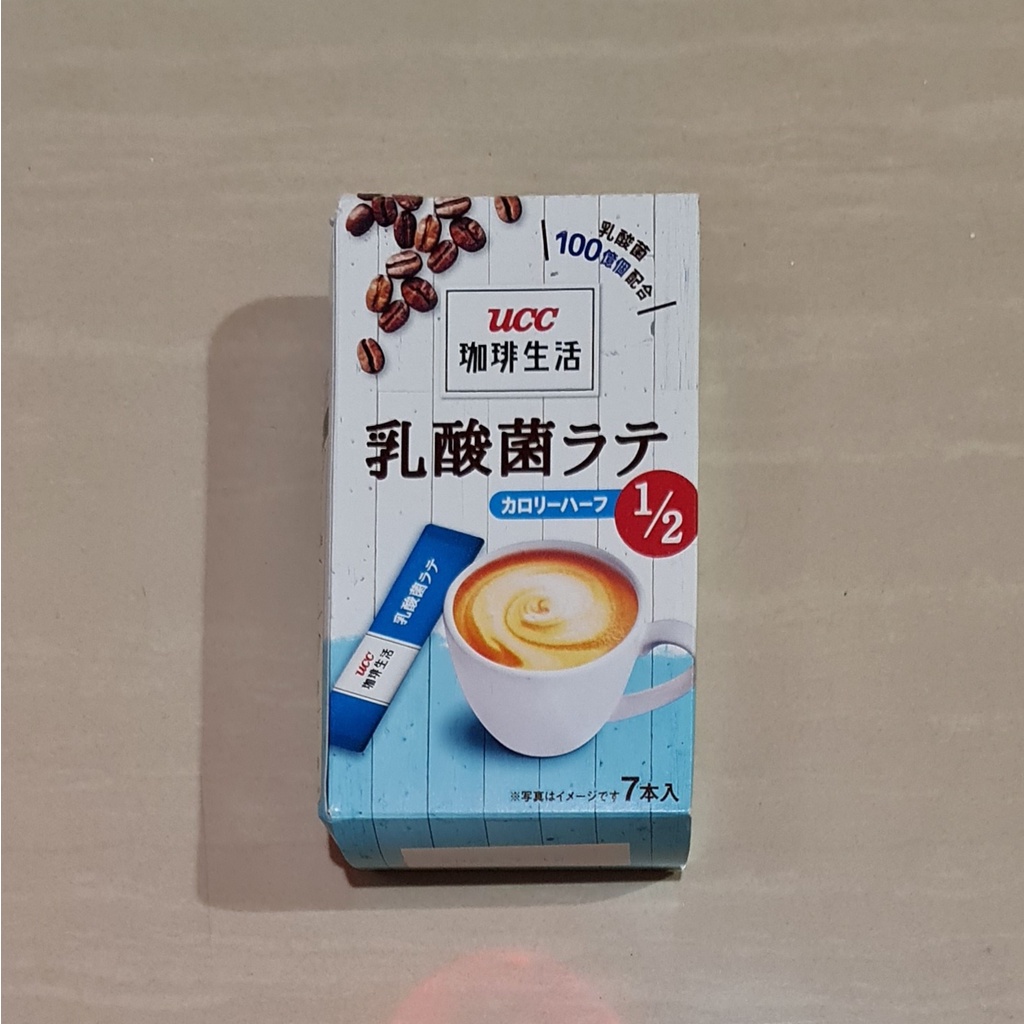 乳酸菌
100億個配合
UCC
珈琲生活
乳酸菌ラテ
カロリーハーフ
1/2
乳酸菌ラテ
UCC
珈琲生活
※写真はイメージです 7本入